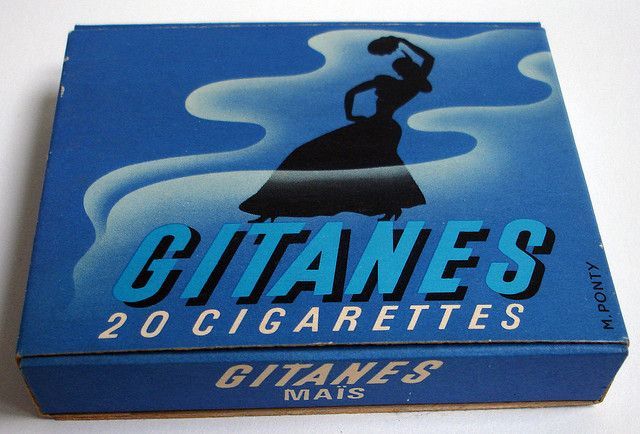 GITANES
20 CIGARETTES
M.PONTY
GITANES
MAÏS